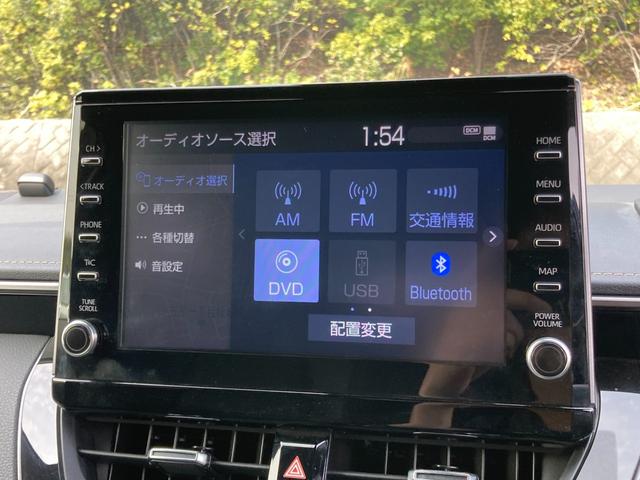 オーディオソース選択 1:54 DCM DCM
オーディオ選択
再生中
各種切替
音設定
AM FM 交通情報
DVD USB Bluetooth
配置変更
CH >
< TRACK
PHONE
TUNE
SCROLL
HOME
MENU
AUDIO
MAP
POWER
VOLUME